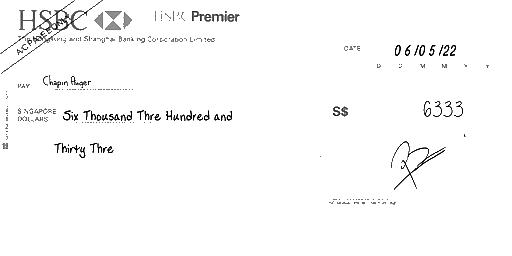 HSBC HSBC Premier
The Hongkong and Shanghai Banking Corporation Limited
A/C PAYEE ONLY
DATE 06/05/22
D D M M Y Y
PAY Chapin Auger
SINGAPORE DOLLARS Six Thousand Thre Hundred and
S$ 6333
Thirty Thre